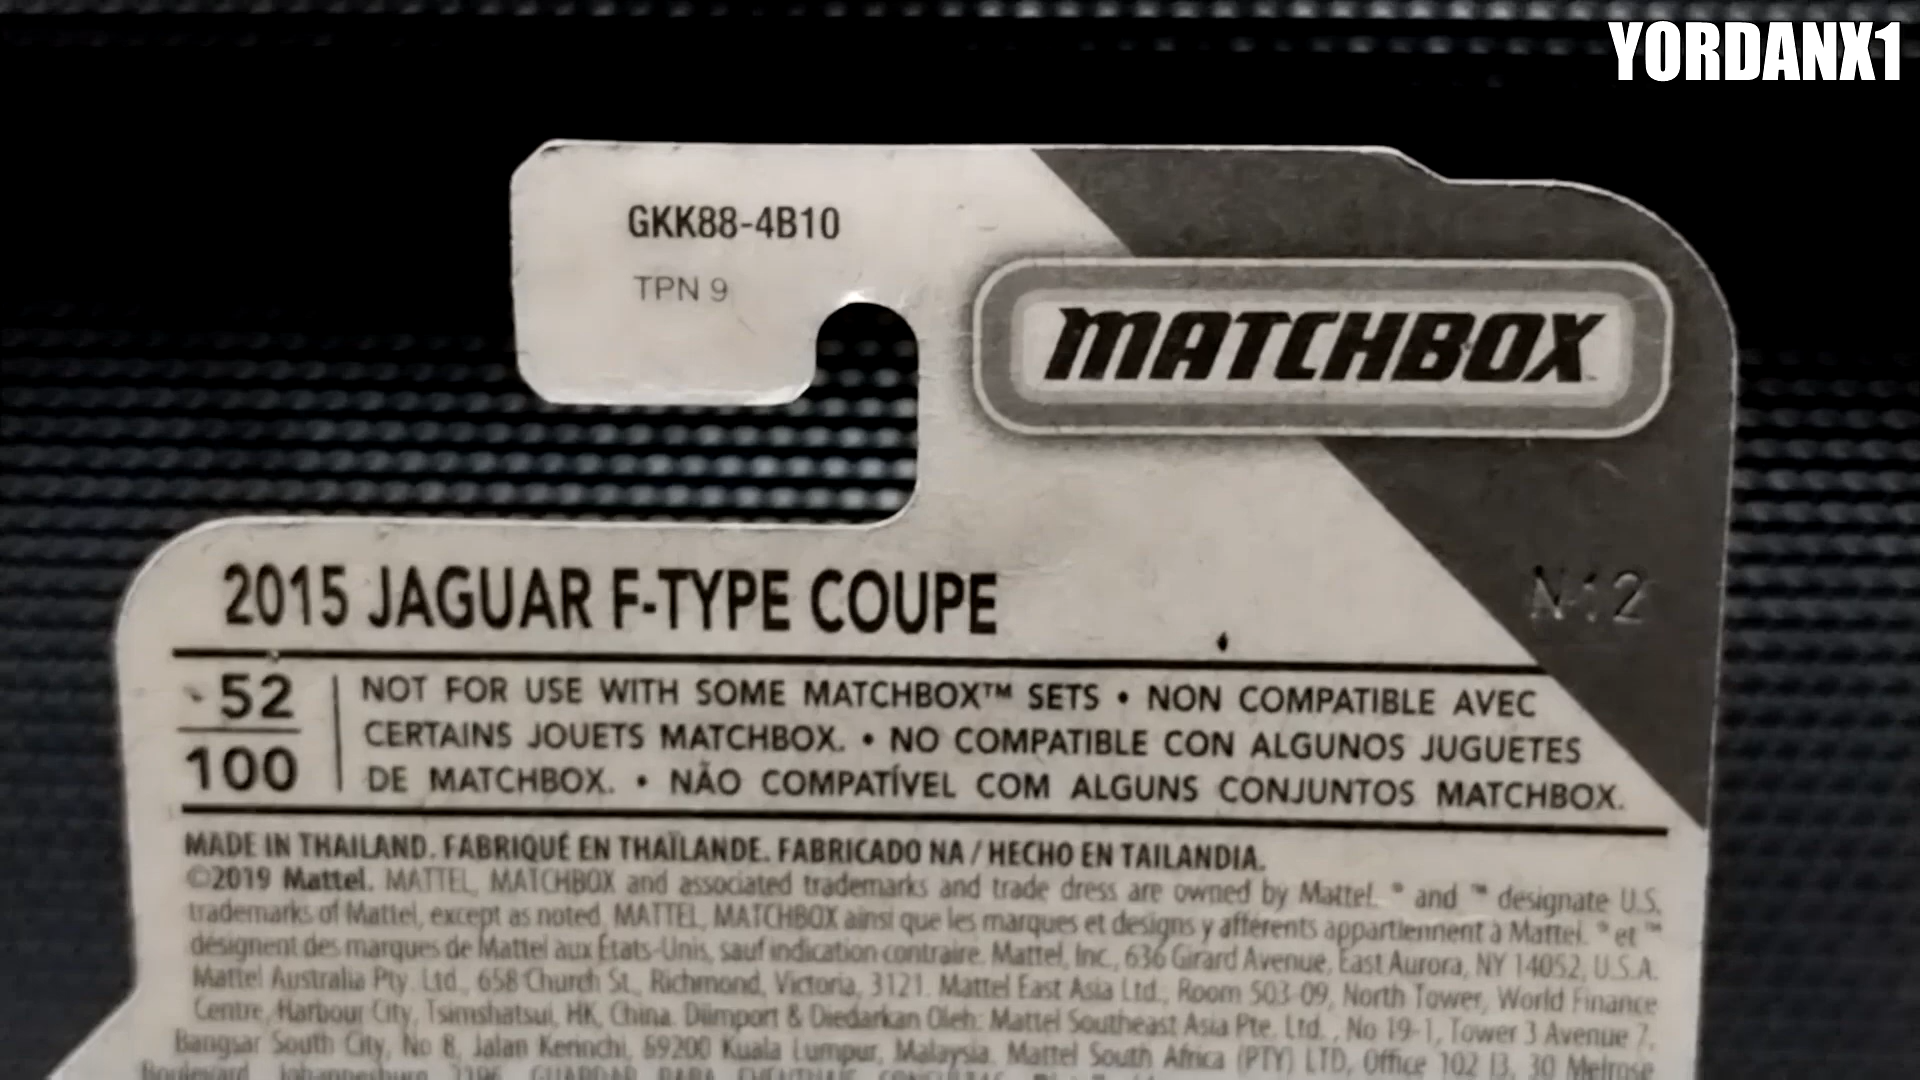 YORDANX1
GKK88-4B10
TPN 9
MATCHBOX
N12
2015 JAGUAR F-TYPE COUPE
52
100
NOT FOR USE WITH SOME MATCHBOX™ SETS • NON COMPATIBLE AVEC
CERTAINS JOUETS MATCHBOX. • NO COMPATIBLE CON ALGUNOS JUGUETES
DE MATCHBOX. • NÃO COMPATÍVEL COM ALGUNS CONJUNTOS MATCHBOX.
MADE IN THAILAND. FABRIQUÉ EN THAÏLANDE. FABRICADO NA / HECHO EN TAILANDIA.
©2019 Mattel. MATTEL, MATCHBOX and associated trademarks and trade dress are owned by Mattel. ® and ™ designate U.S.
trademarks of Mattel, except as noted. MATTEL, MATCHBOX ainsi que les marques et designs y afférents appartiennent à Mattel. ® et ™
désignent des marques de Mattel aux États-Unis, sauf indication contraire. Mattel, Inc., 636 Girard Avenue, East Aurora, NY 14052, U.S.A.
Mattel Australia Pty. Ltd., 658 Church St., Richmond, Victoria, 3121. Mattel East Asia Ltd., Room 503-09, North Tower, World Finance
Centre, Harbour City, Tsimshatsui, HK, China. Diimport & Diedarkan Oleh: Mattel Southeast Asia Pte. Ltd., No 19-1, Tower 3 Avenue 7,
Bangsar South City, No 8, Jalan Kerinchi, 59200 Kuala Lumpur, Malaysia. Mattel South Africa (PTY) LTD, Office 102 I3, 30 Melrose
Boulevard, Johannesburg 2196. GUARDAR PARA EVENTUAIS CONSULTAS.